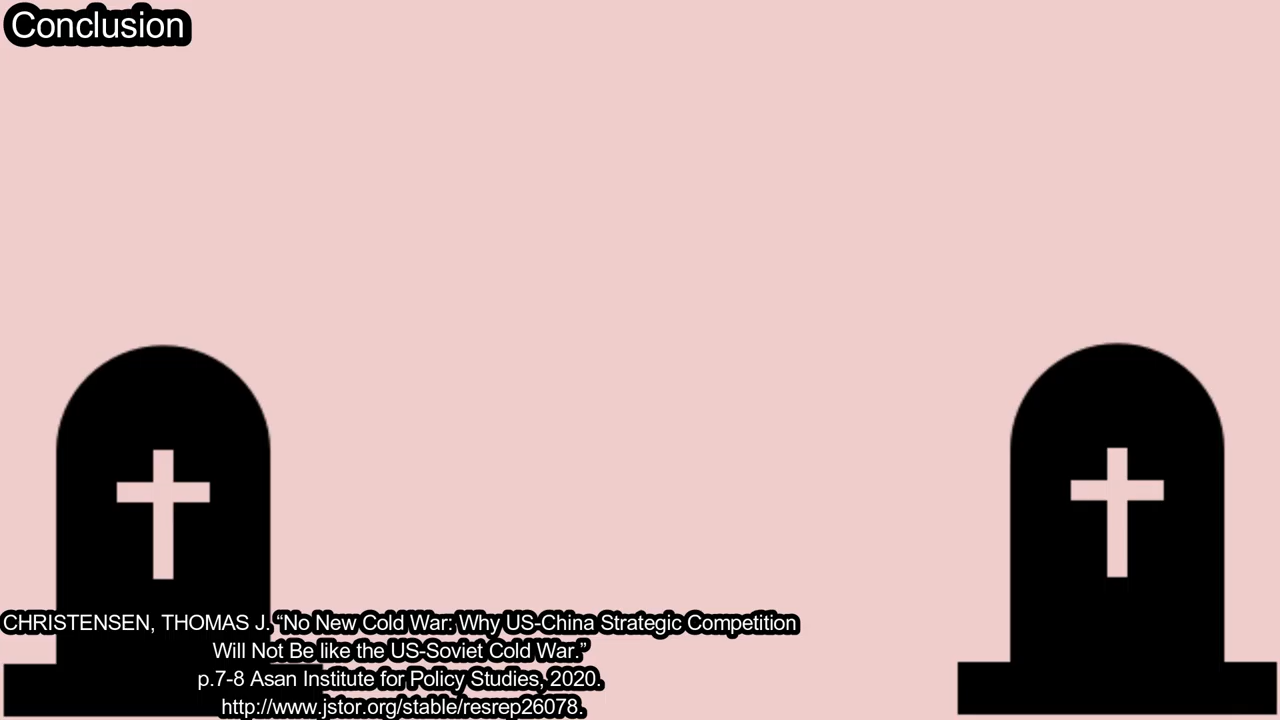 Conclusion
CHRISTENSEN, THOMAS J. “No New Cold War: Why US-China Strategic Competition
Will Not Be like the US-Soviet Cold War.”
p.7-8 Asan Institute for Policy Studies, 2020.
http://www.jstor.org/stable/resrep26078.